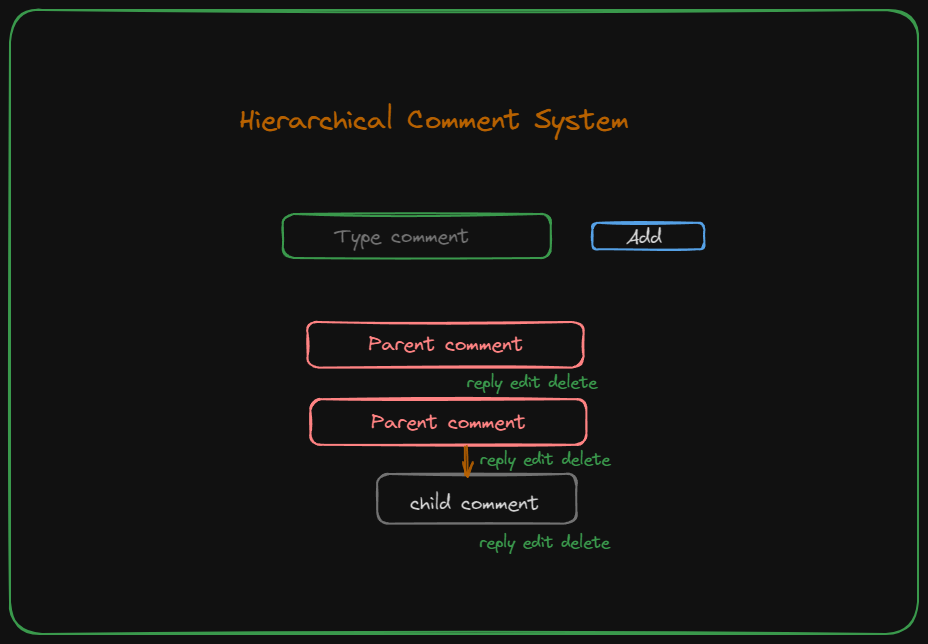 Hierarchical Comment System
Type comment Add
Parent comment
reply edit delete
Parent comment
reply edit delete
child comment
reply edit delete